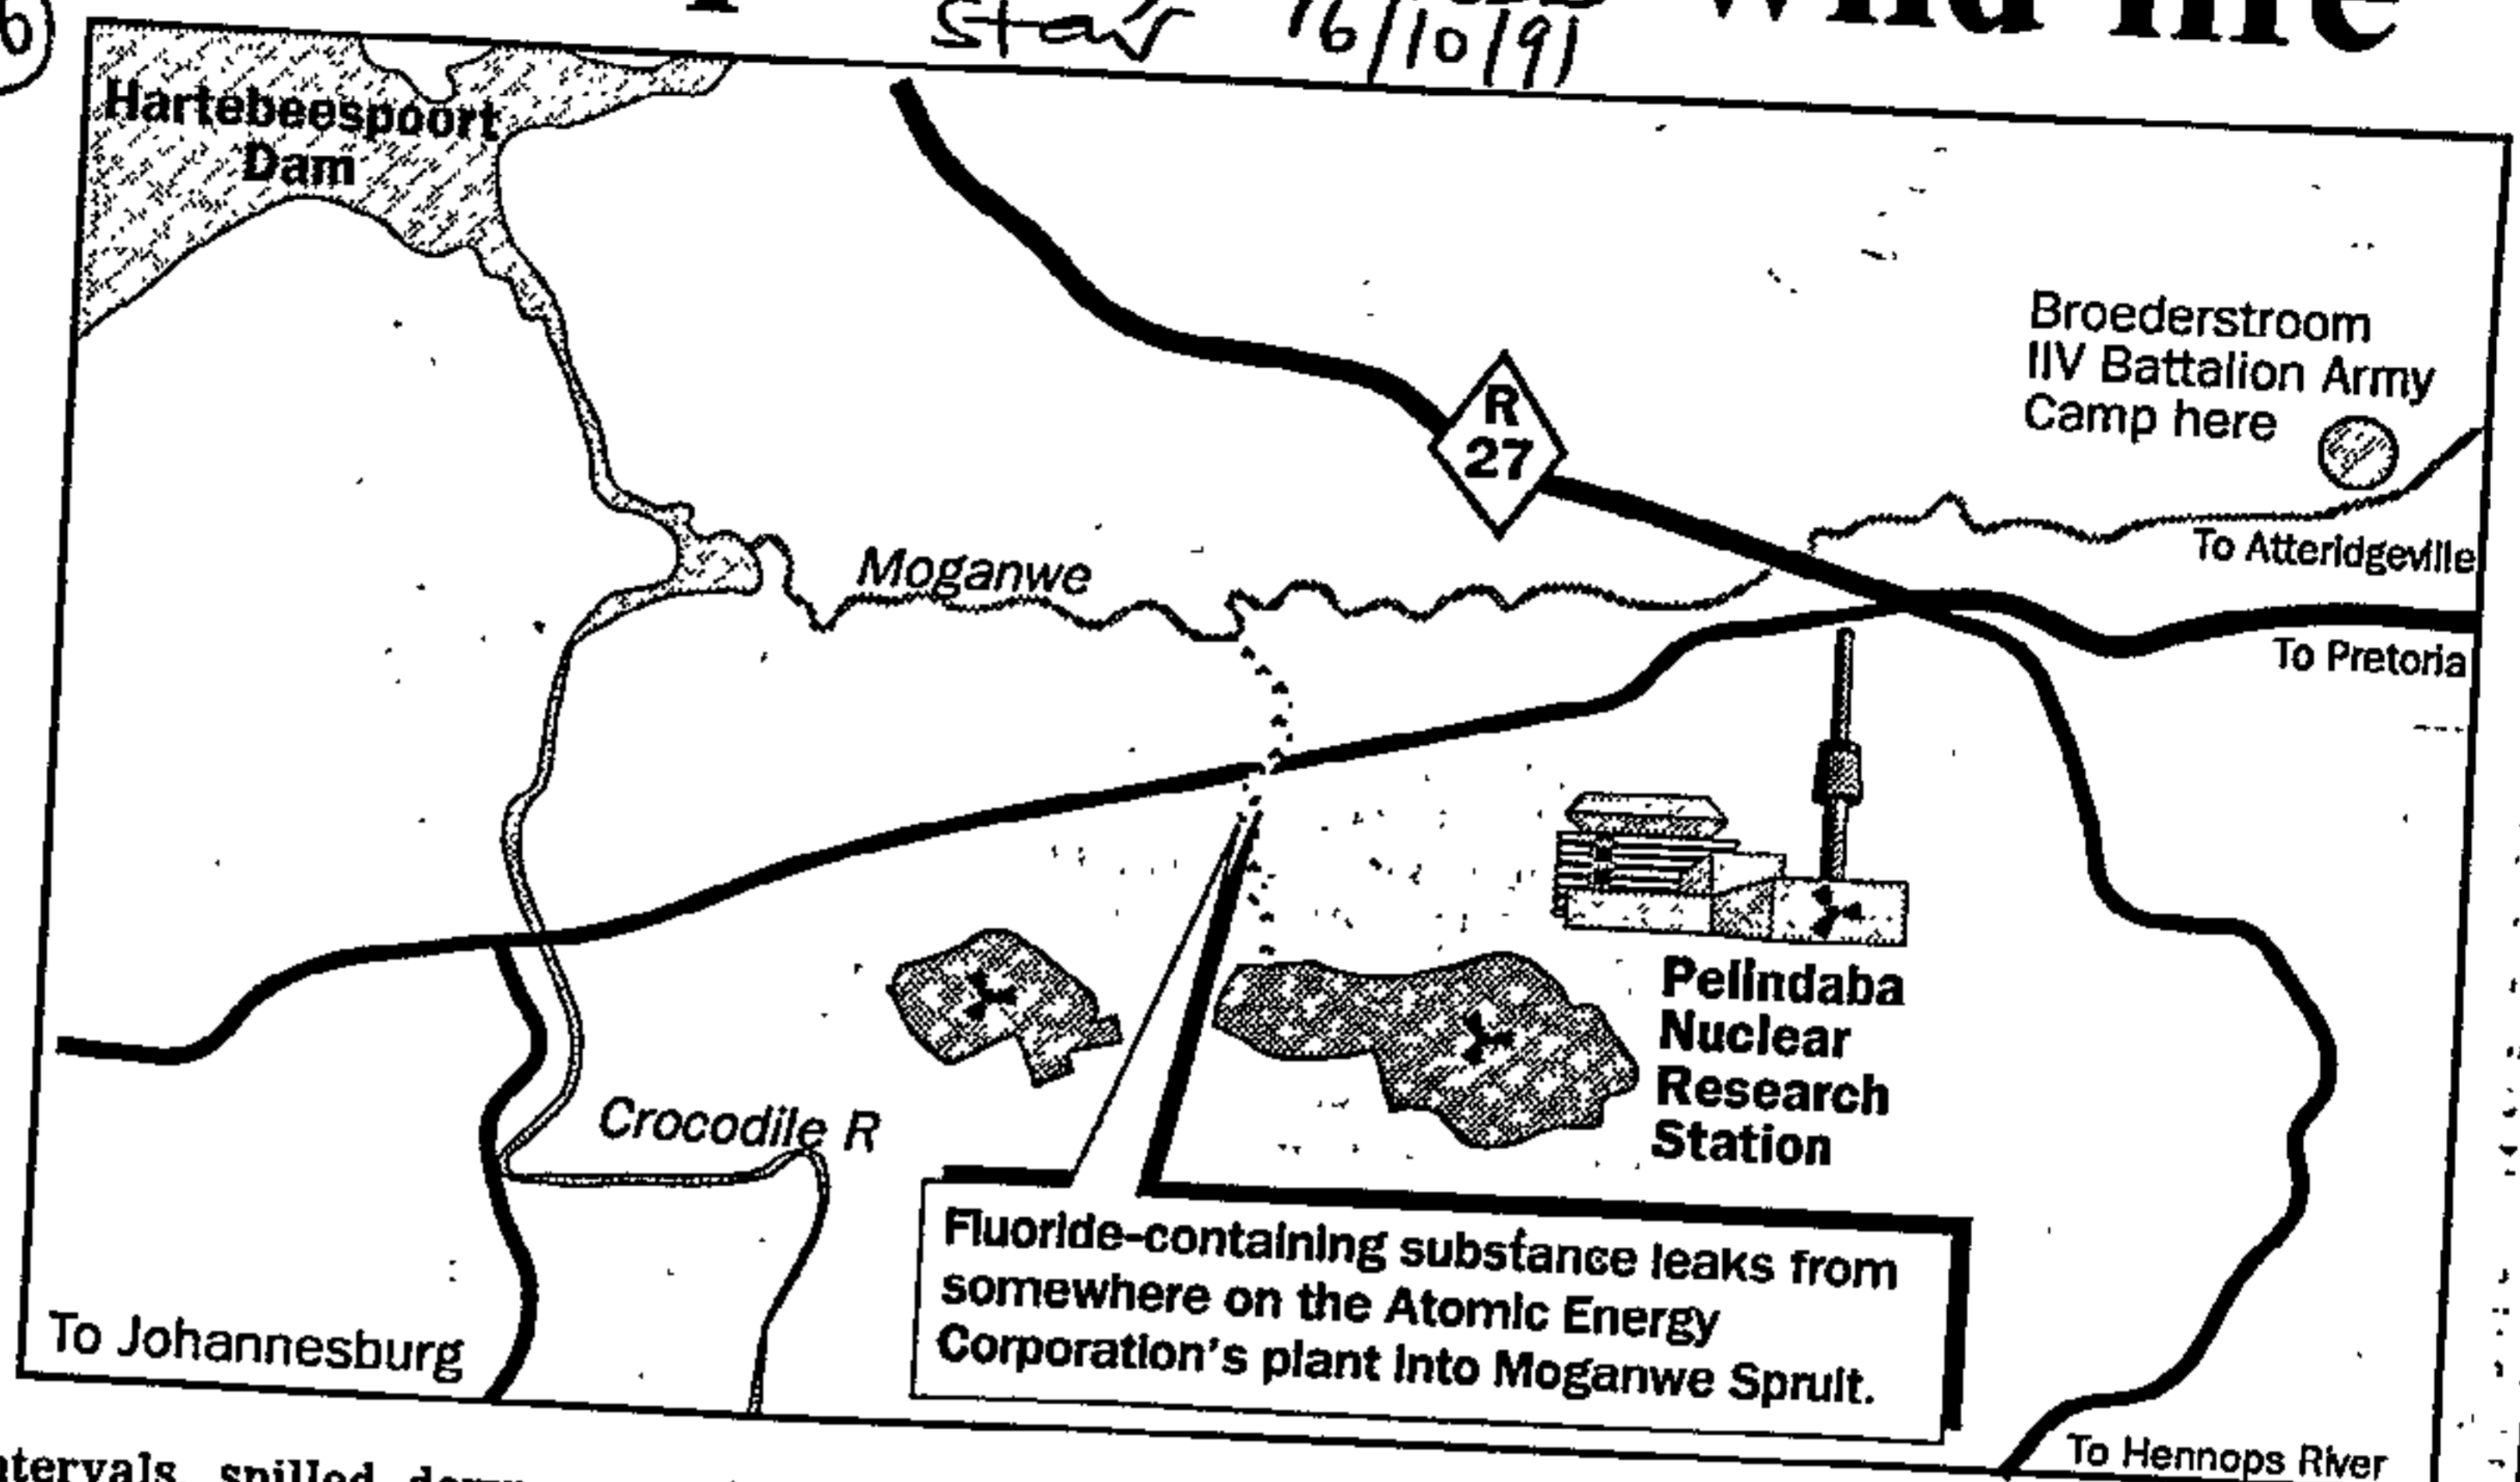 Star 16/10/91
wild life
Hartebeespoort
Dam
R
27
Broederstroom
IIV Battalion Army
Camp here
To Atteridgeville
Moganwe
To Pretoria
Pelindaba
Nuclear
Research
Station
Crocodile R
Fluoride-containing substance leaks from
somewhere on the Atomic Energy
Corporation's plant into Moganwe Spruit.
To Johannesburg
To Hennops River
spilled